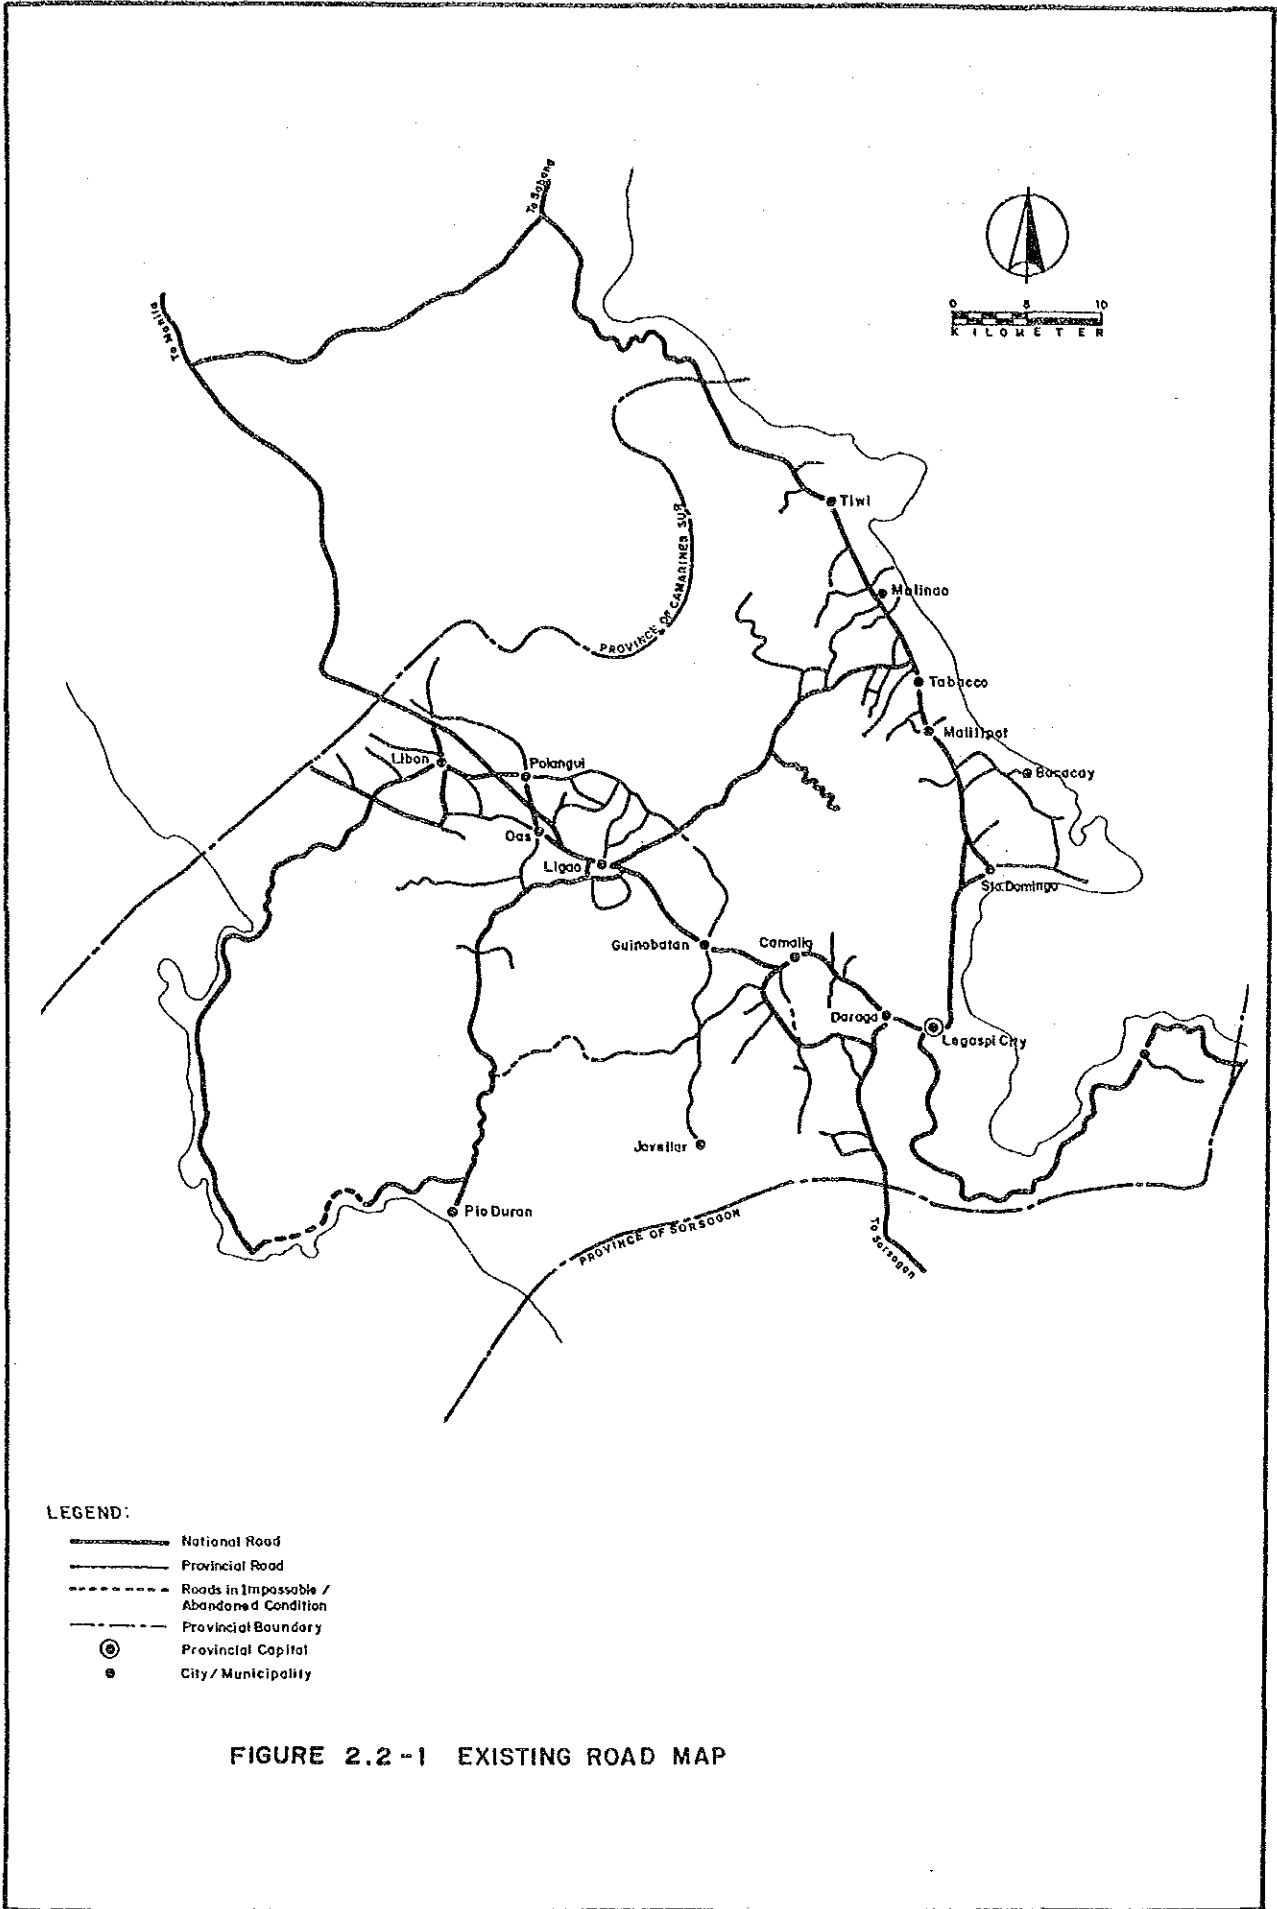 To Sabang
To Manila
0 5 10
KILOMETER
Tiwi
PROVINCE OF CAMARINES SUR
Malinao
Tabacco
Malilipot
Libon
Polangui
Bacacay
Oas
Ligao
Sto. Domingo
Guinobatan
Camalig
Daraga
Legaspi City
Jovellar
Pio Duran
PROVINCE OF SORSOGON
To Sorsogon
LEGEND:
National Road
Provincial Road
Roads in Impassable /
Abandoned Condition
Provincial Boundary
Provincial Capital
City / Municipality
FIGURE 2.2-1 EXISTING ROAD MAP